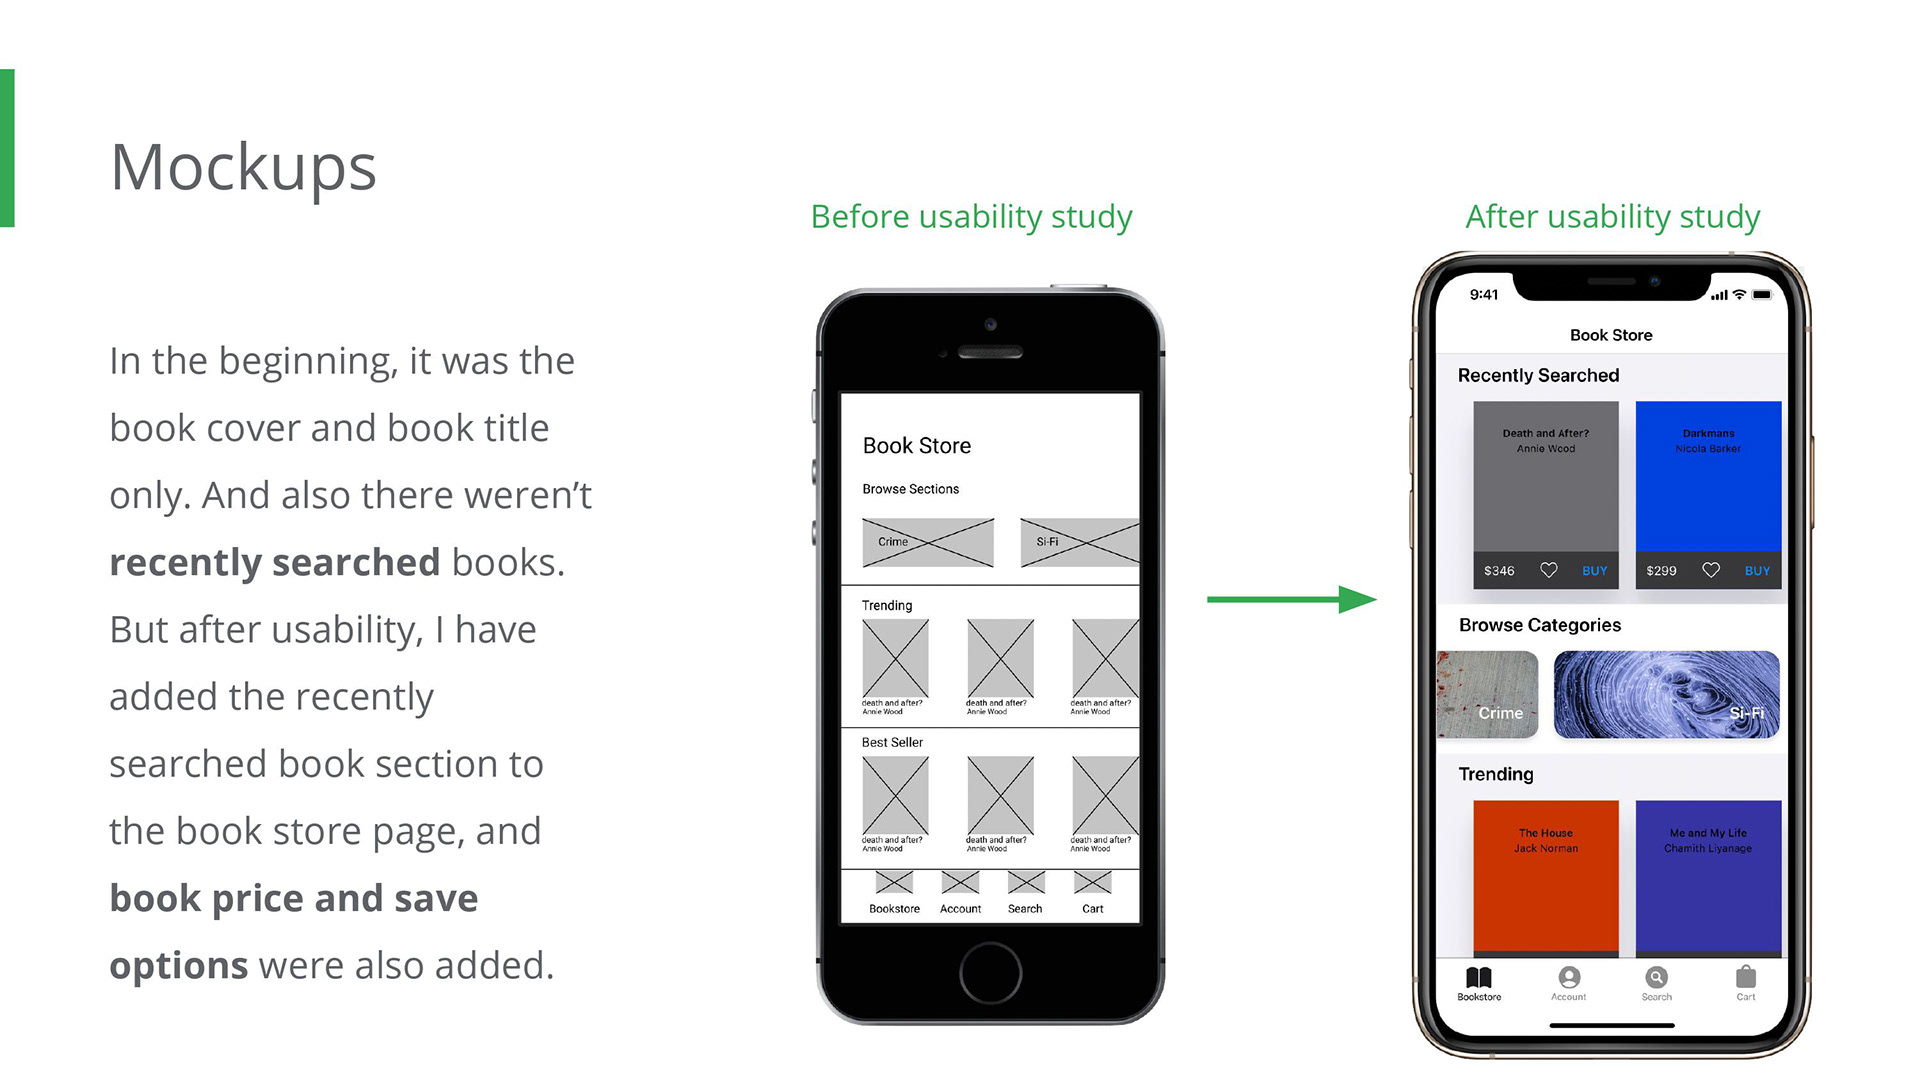 Mockups
In the beginning, it was the
book cover and book title
only. And also there weren’t
recently searched books.
But after usability, I have
added the recently
searched book section to
the book store page, and
book price and save
options were also added.
Before usability study
Book Store
Browse Sections
Crime
Si-Fi
Trending
death and after?
Annie Wood
death and after?
Annie Wood
death and after?
Annie Wood
Best Seller
death and after?
Annie Wood
death and after?
Annie Wood
death and after?
Annie Wood
Bookstore
Account
Search
Cart
After usability study
9:41
Book Store
Recently Searched
Death and After?
Annie Wood
$346
BUY
Darkmans
Nicola Barker
$299
BUY
Browse Categories
Crime
Si-Fi
Trending
The House
Jack Norman
Me and My Life
Chamith Liyanage
Bookstore
Account
Search
Cart